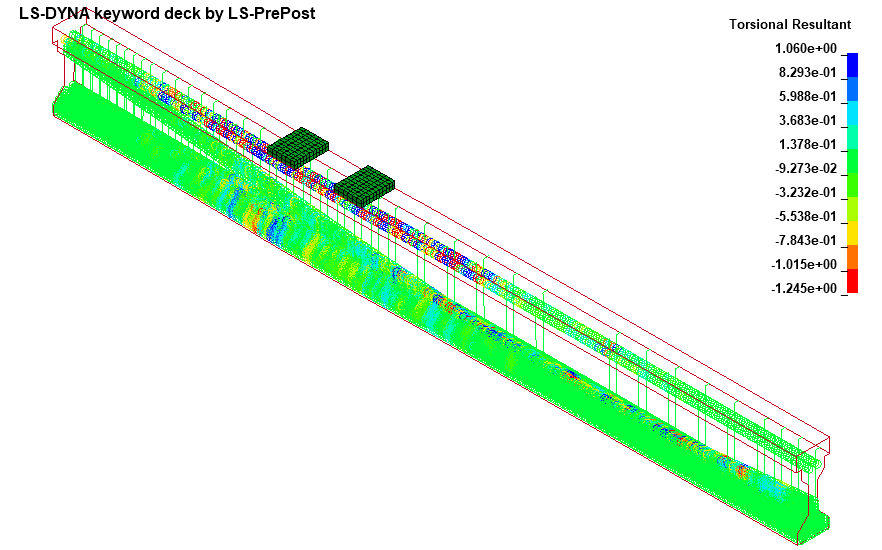 LS-DYNA keyword deck by LS-PrePost
Torsional Resultant
1.060e+00
8.293e-01
5.988e-01
3.683e-01
1.378e-01
-9.273e-02
-3.232e-01
-5.538e-01
-7.843e-01
-1.015e+00
-1.245e+00